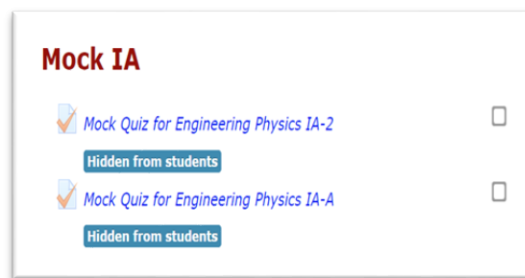 Mock IA
Mock Quiz for Engineering Physics IA-2
Hidden from students
Mock Quiz for Engineering Physics IA-A
Hidden from students